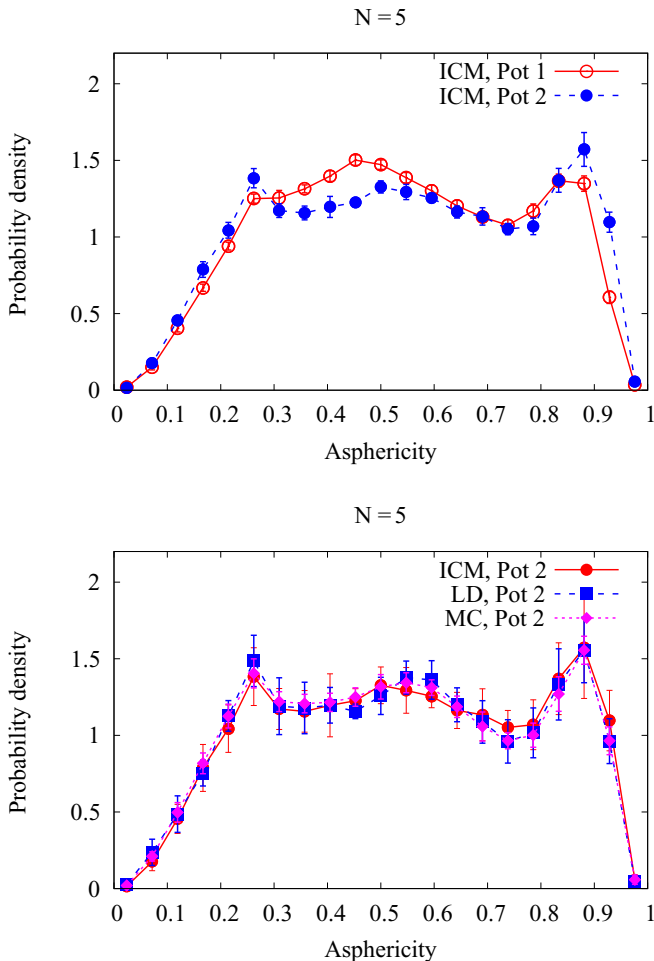 N = 5
2
1.5
1
0.5
0
Probability density
ICM, Pot 1
ICM, Pot 2
0 0.1 0.2 0.3 0.4 0.5 0.6 0.7 0.8 0.9 1
Asphericity
N = 5
2
1.5
1
0.5
0
Probability density
ICM, Pot 2
LD, Pot 2
MC, Pot 2
0 0.1 0.2 0.3 0.4 0.5 0.6 0.7 0.8 0.9 1
Asphericity